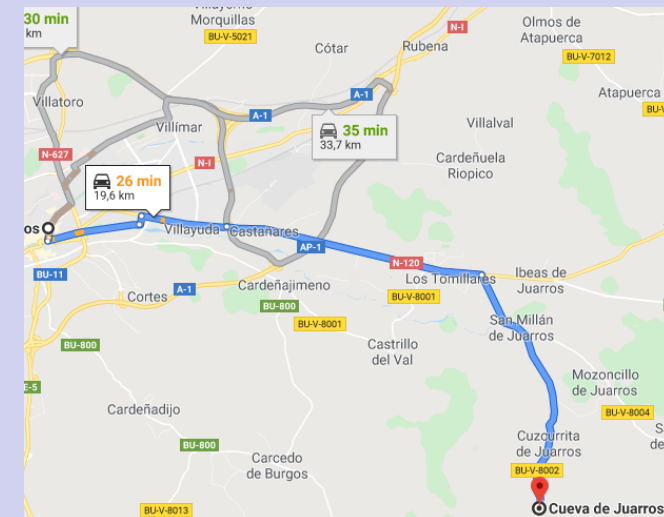 30 min
km
Villayerno
Morquillas
BU-V-5021
Cótar
Rubena
N-I
Olmos de
Atapuerca
BU-V-7012
Atapuerca
BU-V
Villatoro
A-1
A-1
Villímar
35 min
33,7 km
Villalval
N-627
N-I
Cardeñuela
Riopico
26 min
19,6 km
os
Villayuda
Castañares
AP-1
N-120
BU-11
A-1
Cortes
Cardeñajimeno
BU-800
Los Tomillares
BU-V-8001
Ibeas de
Juarros
BU-V-8001
San Millán
de Juarros
BU-800
Castrillo
del Val
E-5
Mozoncillo
de Juarros
Cardeñadijo
BU-V-8004
BU-800
Carcedo
de Burgos
Cuzcurrita
de Juarros
S
de
BU-V-8002
BU-V-8013
Cueva de Juarros